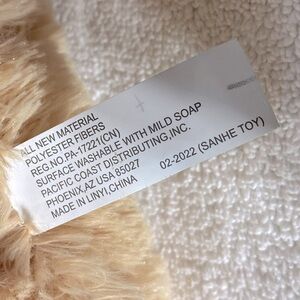 ALL NEW MATERIAL
POLYESTER FIBERS
REG.NO.PA-17221(CN)
SURFACE WASHABLE WITH MILD SOAP
PACIFIC COAST DISTRIBUTING,INC.
PHOENIX,AZ USA 85027
MADE IN LINYI,CHINA
02-2022 (SANHE TOY)